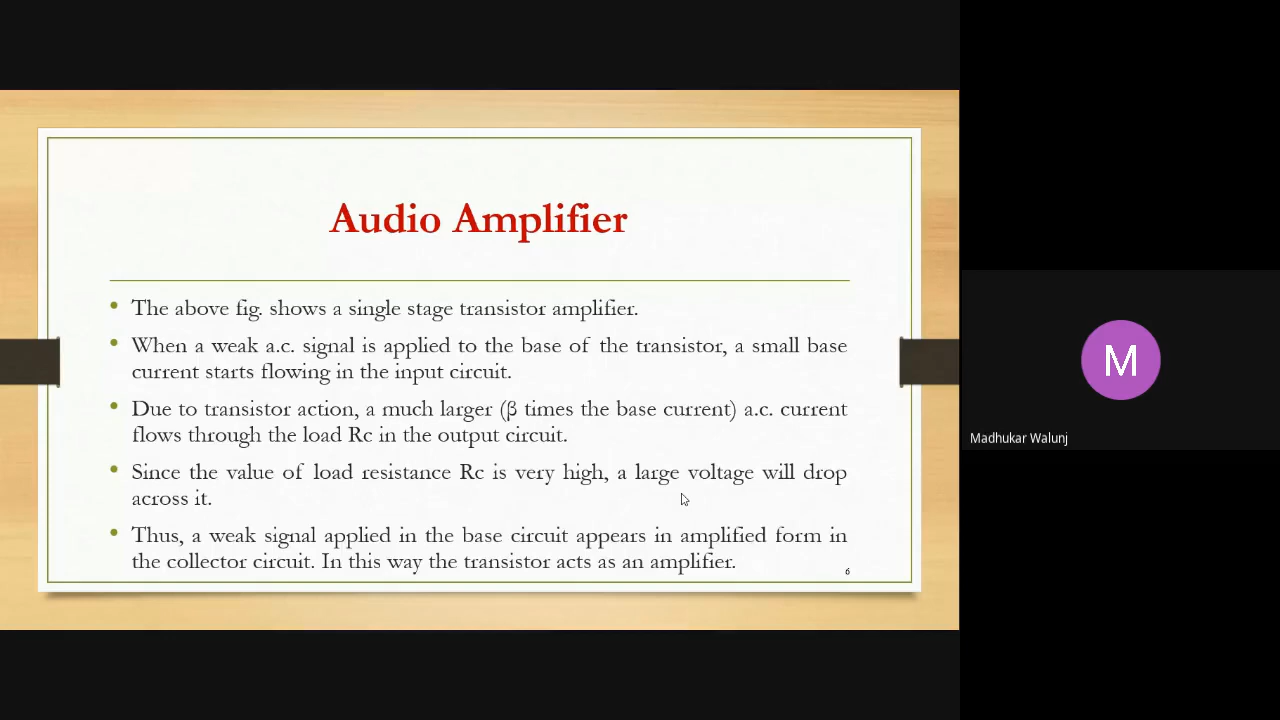 Audio Amplifier
• The above fig. shows a single stage transistor amplifier.
• When a weak a.c. signal is applied to the base of the transistor, a small base
current starts flowing in the input circuit.
• Due to transistor action, a much larger (β times the base current) a.c. current
flows through the load Rc in the output circuit.
• Since the value of load resistance Rc is very high, a large voltage will drop
across it.
• Thus, a weak signal applied in the base circuit appears in amplified form in
the collector circuit. In this way the transistor acts as an amplifier.
6
M
Madhukar Walunj